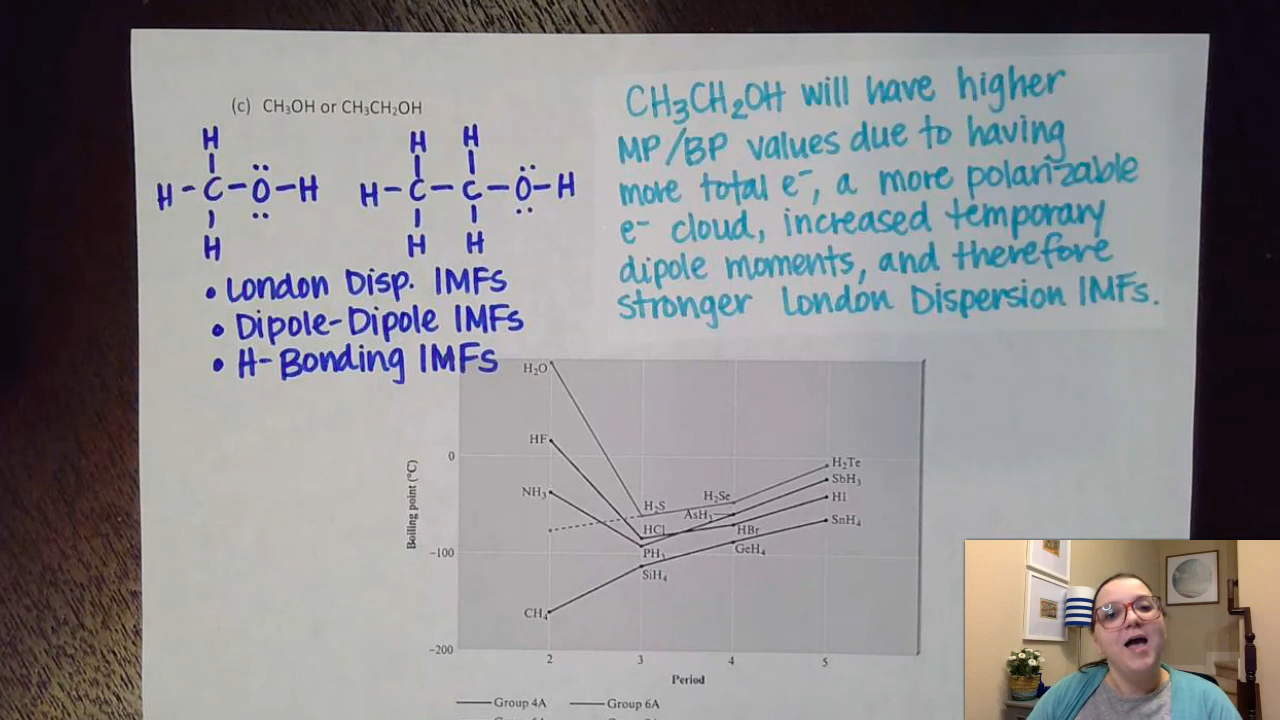 (c) CH₃OH or CH₃CH₂OH
H
H-C-Ö-H
H
H H
H-C-C-Ö-H
H H
• London Disp. IMFs
• Dipole-Dipole IMFs
• H-Bonding IMFs
CH₃CH₂OH will have higher
MP/BP values due to having
more total e⁻, a more polarizable
e⁻ cloud, increased temporary
dipole moments, and therefore
stronger London Dispersion IMFs.
H₂O
HF
NH₃
CH₄
H₂S
HCl
PH₃
SiH₄
H₂Se
AsH₃
HBr
GeH₄
H₂Te
SbH₃
HI
SnH₄
0
-100
-200
Boiling point (°C)
2 3 4 5
Period
Group 4A Group 6A